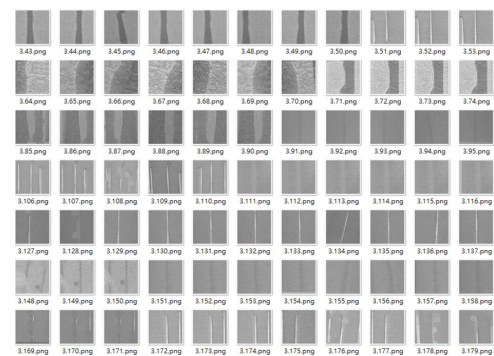 3.43.png 3.44.png 3.45.png 3.46.png 3.47.png 3.48.png 3.49.png 3.50.png 3.51.png 3.52.png 3.53.png
3.64.png 3.65.png 3.66.png 3.67.png 3.68.png 3.69.png 3.70.png 3.71.png 3.72.png 3.73.png 3.74.png
3.85.png 3.86.png 3.87.png 3.88.png 3.89.png 3.90.png 3.91.png 3.92.png 3.93.png 3.94.png 3.95.png
3.106.png 3.107.png 3.108.png 3.109.png 3.110.png 3.111.png 3.112.png 3.113.png 3.114.png 3.115.png 3.116.png
3.127.png 3.128.png 3.129.png 3.130.png 3.131.png 3.132.png 3.133.png 3.134.png 3.135.png 3.136.png 3.137.png
3.148.png 3.149.png 3.150.png 3.151.png 3.152.png 3.153.png 3.154.png 3.155.png 3.156.png 3.157.png 3.158.png
3.169.png 3.170.png 3.171.png 3.172.png 3.173.png 3.174.png 3.175.png 3.176.png 3.177.png 3.178.png 3.179.png